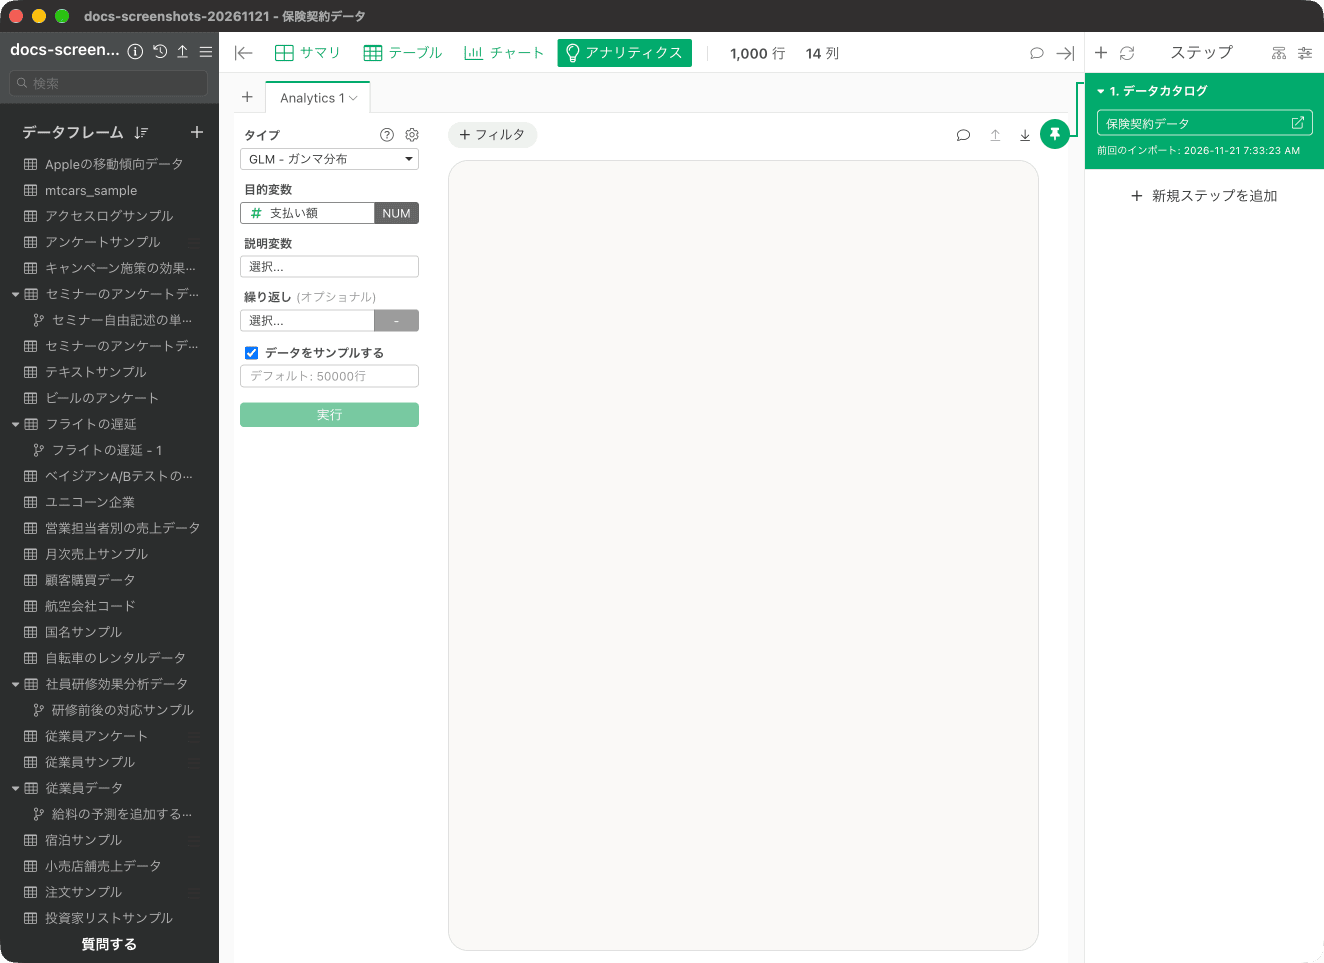 docs-screenshots-20261121 - 保険契約データ
docs-screen...
検索
データフレーム
Appleの移動傾向データ
mtcars_sample
アクセスログサンプル
アンケートサンプル
キャンペーン施策の効果…
セミナーのアンケートデ…
セミナー自由記述の単…
セミナーのアンケートデ…
テキストサンプル
ビールのアンケート
フライトの遅延
フライトの遅延 - 1
ベイジアンA/Bテストの…
ユニコーン企業
営業担当者別の売上データ
月次売上サンプル
顧客購買データ
航空会社コード
国名サンプル
自転車のレンタルデータ
社員研修効果分析データ
研修前後の対応サンプル
従業員アンケート
従業員サンプル
従業員データ
給料の予測を追加する…
宿泊サンプル
小売店舗売上データ
注文サンプル
投資家リストサンプル
質問する
サマリ テーブル チャート アナリティクス 1,000 行 14 列
Analytics 1
タイプ
GLM - ガンマ分布
目的変数
# 支払い額 NUM
説明変数
選択...
繰り返し (オプショナル)
選択... -
データをサンプルする
デフォルト: 50000行
実行
+ フィルタ
ステップ
1. データカタログ
保険契約データ
前回のインポート: 2026-11-21 7:33:23 AM
+ 新規ステップを追加